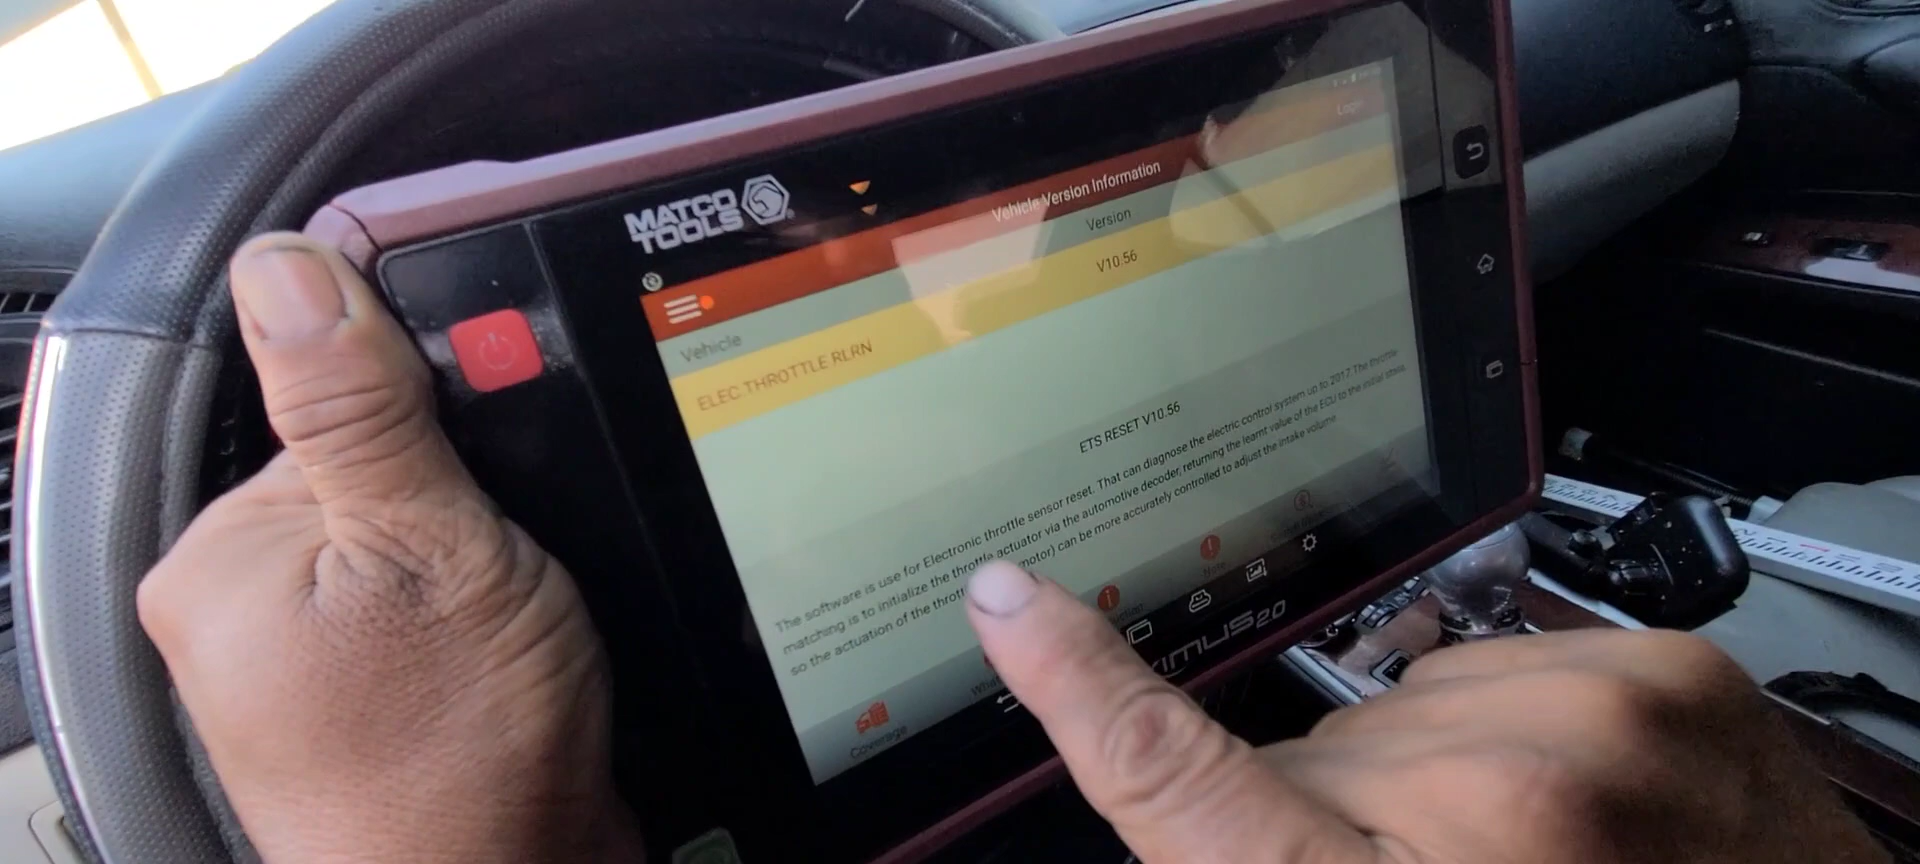 MATCO
TOOLS
Login
Vehicle Version Information
Vehicle
Version
ELEC.THROTTLE RLRN
V10.56
ETS RESET V10.56
The software is use for Electronic throttle sensor reset. That can diagnose the electric control system up to 2017.The throttle
matching is to initialize the throttle actuator via the automotive decoder, returning the learnt value of the ECU to the initial state,
so the actuation of the thrott motor) can be more accurately controlled to adjust the intake volume.
Coverage
Note
2.0